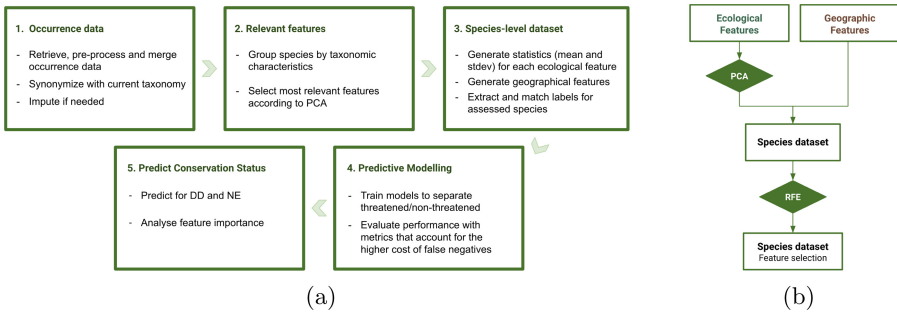 1. Occurrence data
- Retrieve, pre-process and merge
occurrence data
- Synonymize with current taxonomy
- Impute if needed
2. Relevant features
- Group species by taxonomic
characteristics
- Select most relevant features
according to PCA
3. Species-level dataset
- Generate statistics (mean and
stdev) for each ecological feature
- Generate geographical features
- Extract and match labels for
assessed species
4. Predictive Modelling
- Train models to separate
threatened/non-threatened
- Evaluate performance with
metrics that account for the
higher cost of false negatives
5. Predict Conservation Status
- Predict for DD and NE
- Analyse feature importance
(a)
Ecological
Features
Geographic
Features
PCA
Species dataset
RFE
Species dataset
Feature selection
(b)